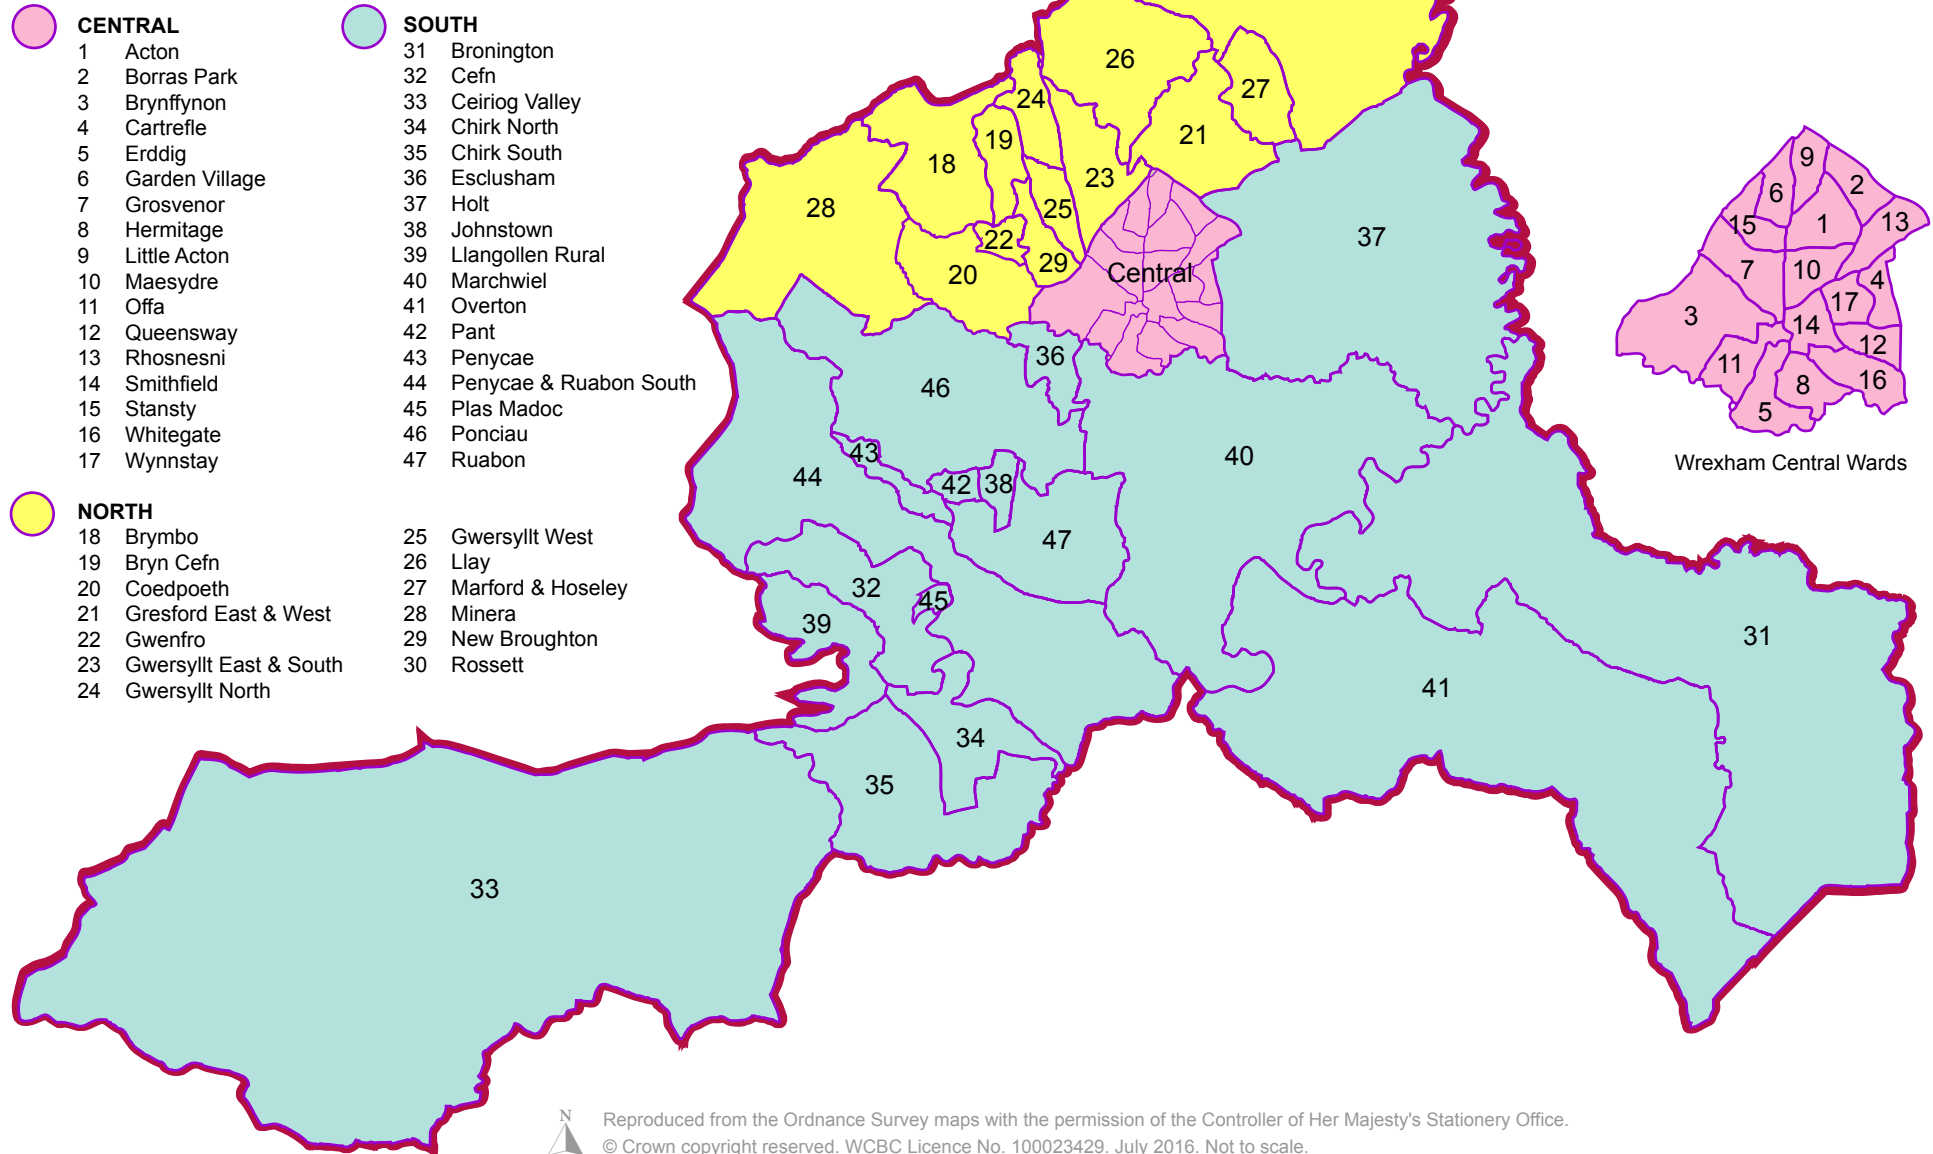 CENTRAL
1 Acton
2 Borras Park
3 Brynffynon
4 Cartrefle
5 Erddig
6 Garden Village
7 Grosvenor
8 Hermitage
9 Little Acton
10 Maesydre
11 Offa
12 Queensway
13 Rhosnesni
14 Smithfield
15 Stansty
16 Whitegate
17 Wynnstay
NORTH
18 Brymbo
19 Bryn Cefn
20 Coedpoeth
21 Gresford East & West
22 Gwenfro
23 Gwersyllt East & South
24 Gwersyllt North
25 Gwersyllt West
26 Llay
27 Marford & Hoseley
28 Minera
29 New Broughton
30 Rossett
SOUTH
31 Bronington
32 Cefn
33 Ceiriog Valley
34 Chirk North
35 Chirk South
36 Esclusham
37 Holt
38 Johnstown
39 Llangollen Rural
40 Marchwiel
41 Overton
42 Pant
43 Penycae
44 Penycae & Ruabon South
45 Plas Madoc
46 Ponciau
47 Ruabon
26
27
24
21
19
18
23
28
25
22
29
20
37
Central
36
46
43
44
42
38
40
47
32
45
39
31
41
34
35
33
9
6
2
15
1
13
7
10
4
17
3
14
12
11
16
8
5
Wrexham Central Wards
N
Reproduced from the Ordnance Survey maps with the permission of the Controller of Her Majesty's Stationery Office.
© Crown copyright reserved. WCBC Licence No. 100023429. July 2016. Not to scale.